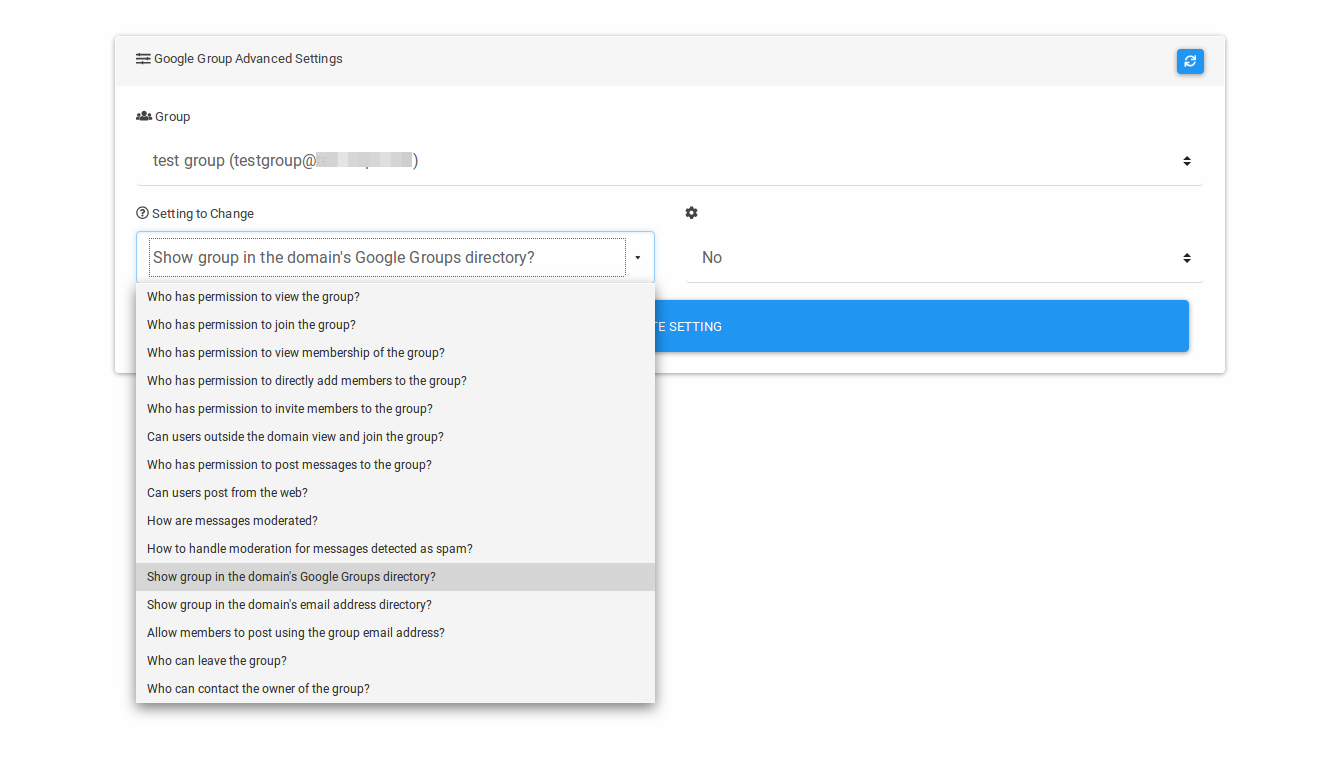 Google Group Advanced Settings
Group
test group (testgroup@ )
Setting to Change
Show group in the domain's Google Groups directory?
No
SETTING
Who has permission to view the group?
Who has permission to join the group?
Who has permission to view membership of the group?
Who has permission to directly add members to the group?
Who has permission to invite members to the group?
Can users outside the domain view and join the group?
Who has permission to post messages to the group?
Can users post from the web?
How are messages moderated?
How to handle moderation for messages detected as spam?
Show group in the domain's Google Groups directory?
Show group in the domain's email address directory?
Allow members to post using the group email address?
Who can leave the group?
Who can contact the owner of the group?